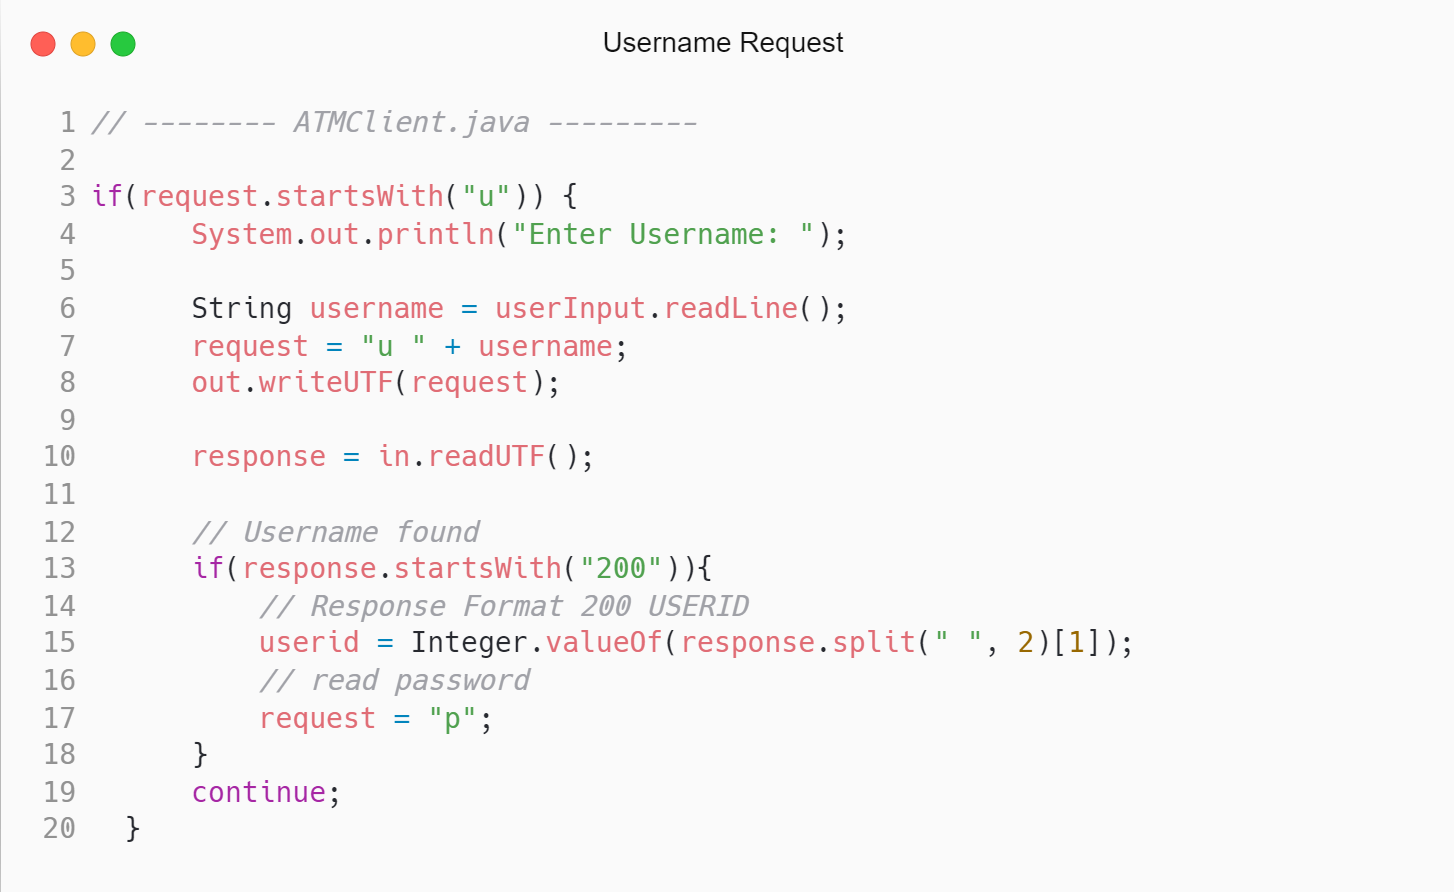 Username Request
1 // -------- ATMClient.java ---------
2
3 if(request.startsWith("u")) {
4       System.out.println("Enter Username: ");
5
6       String username = userInput.readLine();
7       request = "u " + username;
8       out.writeUTF(request);
9
10       response = in.readUTF();
11
12       // Username found
13       if(response.startsWith("200")){
14           // Response Format 200 USERID
15           userid = Integer.valueOf(response.split(" ", 2)[1]);
16           // read password
17           request = "p";
18       }
19       continue;
20   }